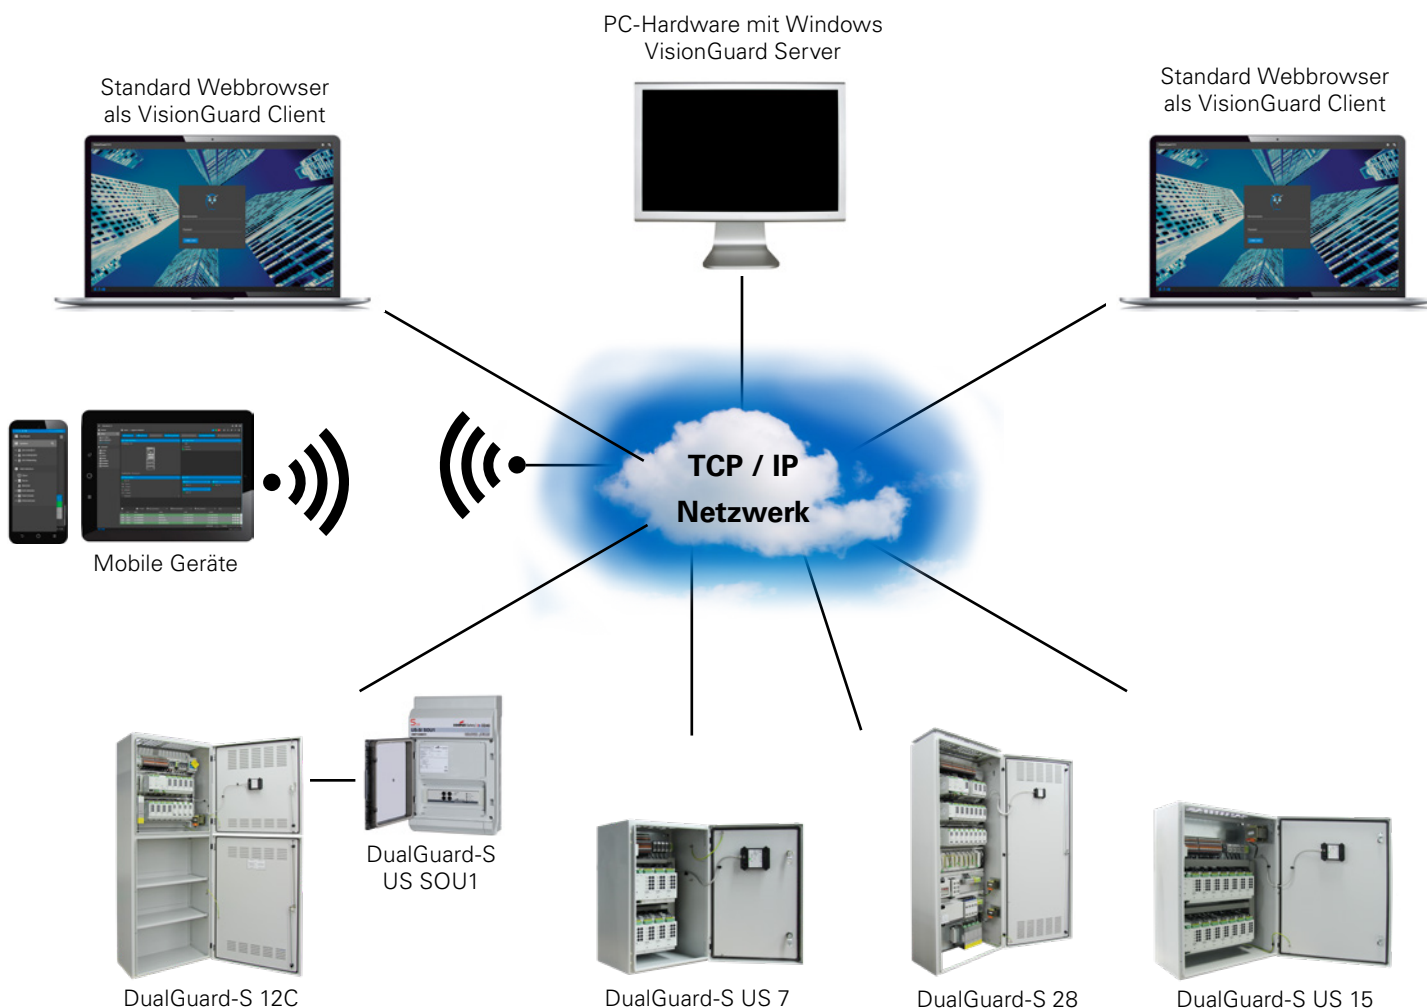 PC-Hardware mit Windows
VisionGuard Server
Standard Webbrowser
als VisionGuard Client
Standard Webbrowser
als VisionGuard Client
TCP / IP
Netzwerk
Mobile Geräte
DualGuard-S
US SOU1
DualGuard-S 12C
DualGuard-S US 7
DualGuard-S 28
DualGuard-S US 15